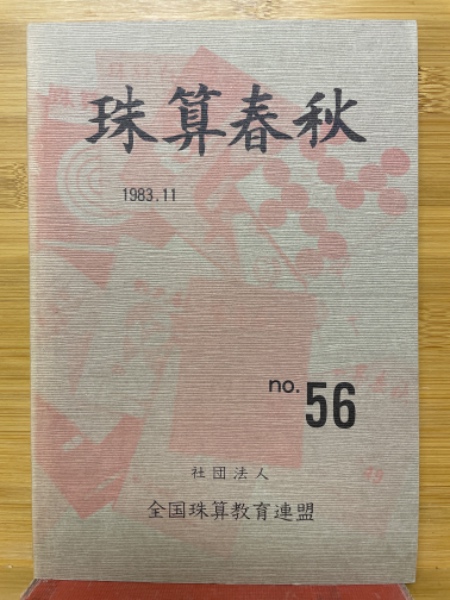 珠算春秋
1983.11
no.56
社団法人
全国珠算教育連盟